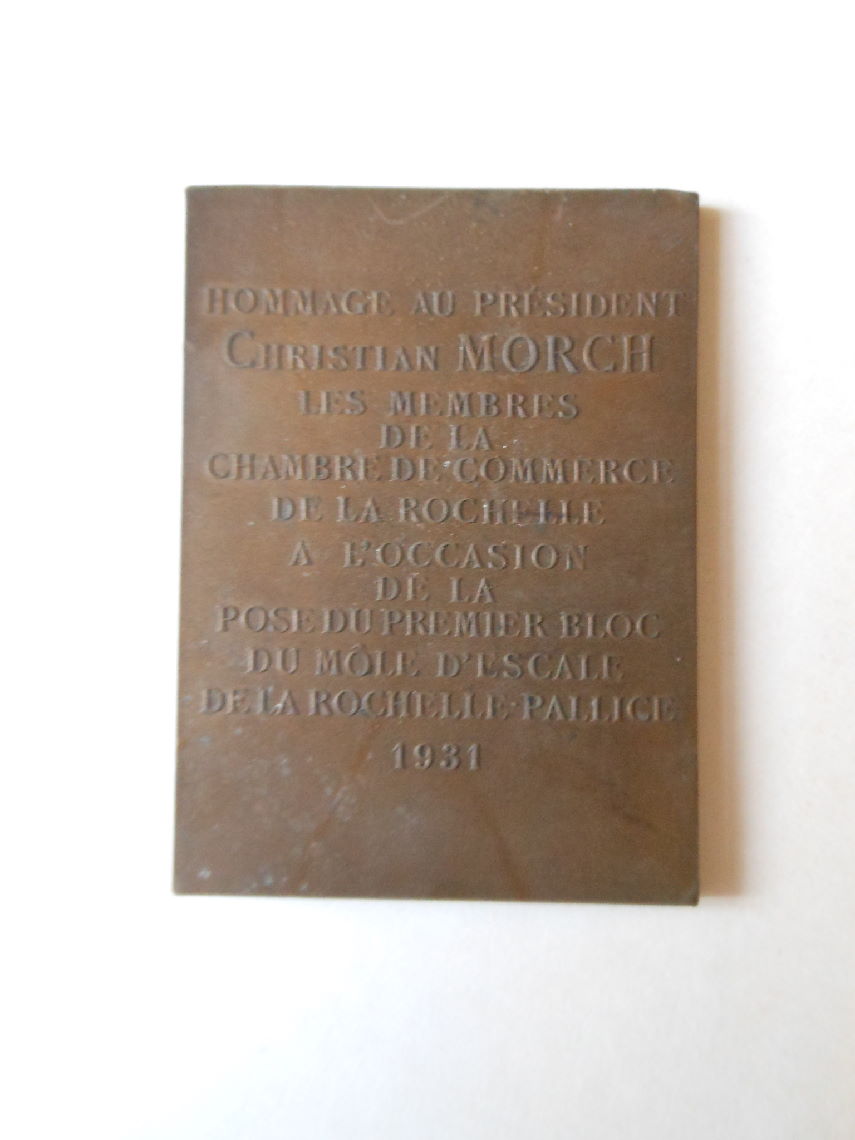 HOMMAGE AU PRÉSIDENT
CHRISTIAN MORCH
LES MEMBRES
DE LA
CHAMBRE DE COMMERCE
DE LA ROCHELLE
A L'OCCASION
DE LA
POSE DU PREMIER BLOC
DU MÔLE D'ESCALE
DE LA ROCHELLE-PALLICE
1931